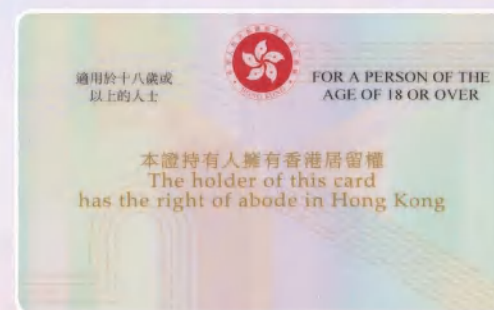 適用於十八歲或
以上的人士
FOR A PERSON OF THE
AGE OF 18 OR OVER
本證持有人擁有香港居留權
The holder of this card
has the right of abode in Hong Kong